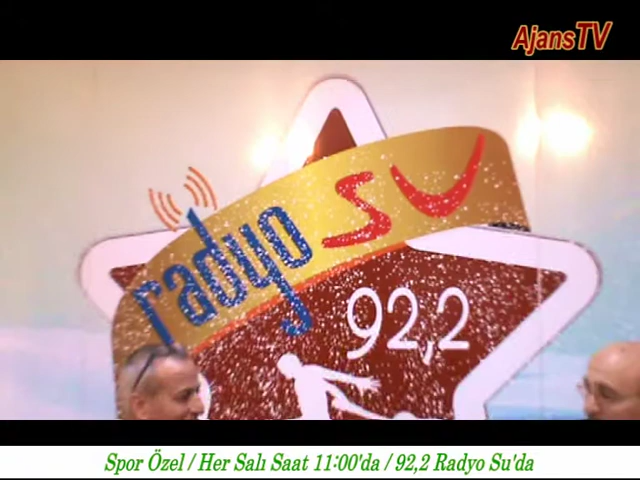 AjansTV
radyo su
92,2
Spor Özel / Her Salı Saat 11:00'da / 92,2 Radyo Su'da